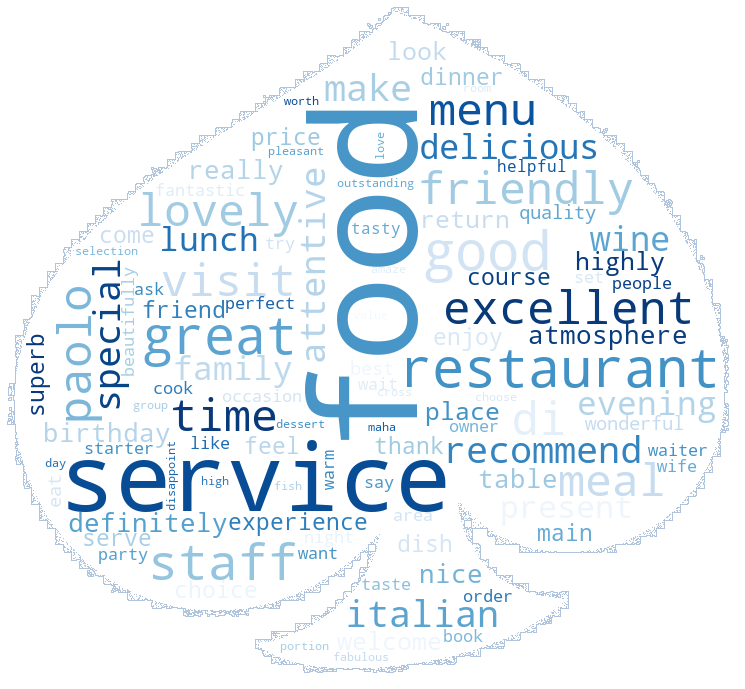 look
dinner
room
make
worth
menu
price
love
delicious
pleasant
helpful
really
outstanding
friendly
fantastic
food
lovely
attentive
return
quality
come
lunch
try
tasty
wine
selection
visit
good
highly
beautifully
special
ask
amaze
course
set
people
paolo
friend
perfect
excellent
great
value
enjoy
atmosphere
superb
family
best
restaurant
cook
occasion
wait
cross
choose
group
time
place
di
evening
dessert
maha
owner
wonderful
birthday
like
feel
thank
recommend
starter
waiter
day
disappoint
warm
wife
service
high
fish
say
table
meal
eat
present
definitely
experience
area
serve
night
main
party
staff
want
dish
choice
taste
nice
order
italian
welcome
book
portion
fabulous